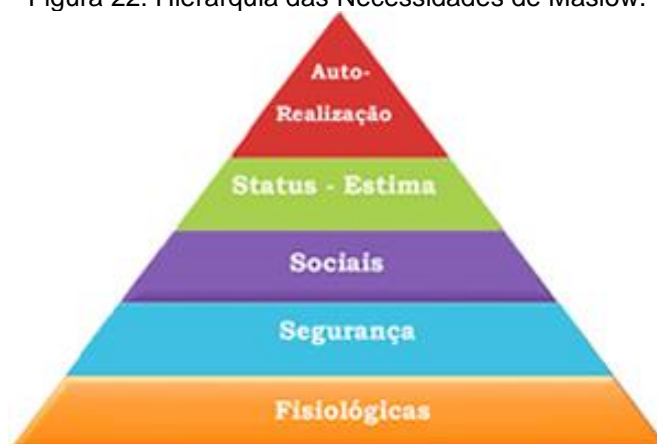 Figura 22: Hierarquia das Necessidades de Maslow.
Auto-
Realização
Status - Estima
Sociais
Segurança
Fisiológicas